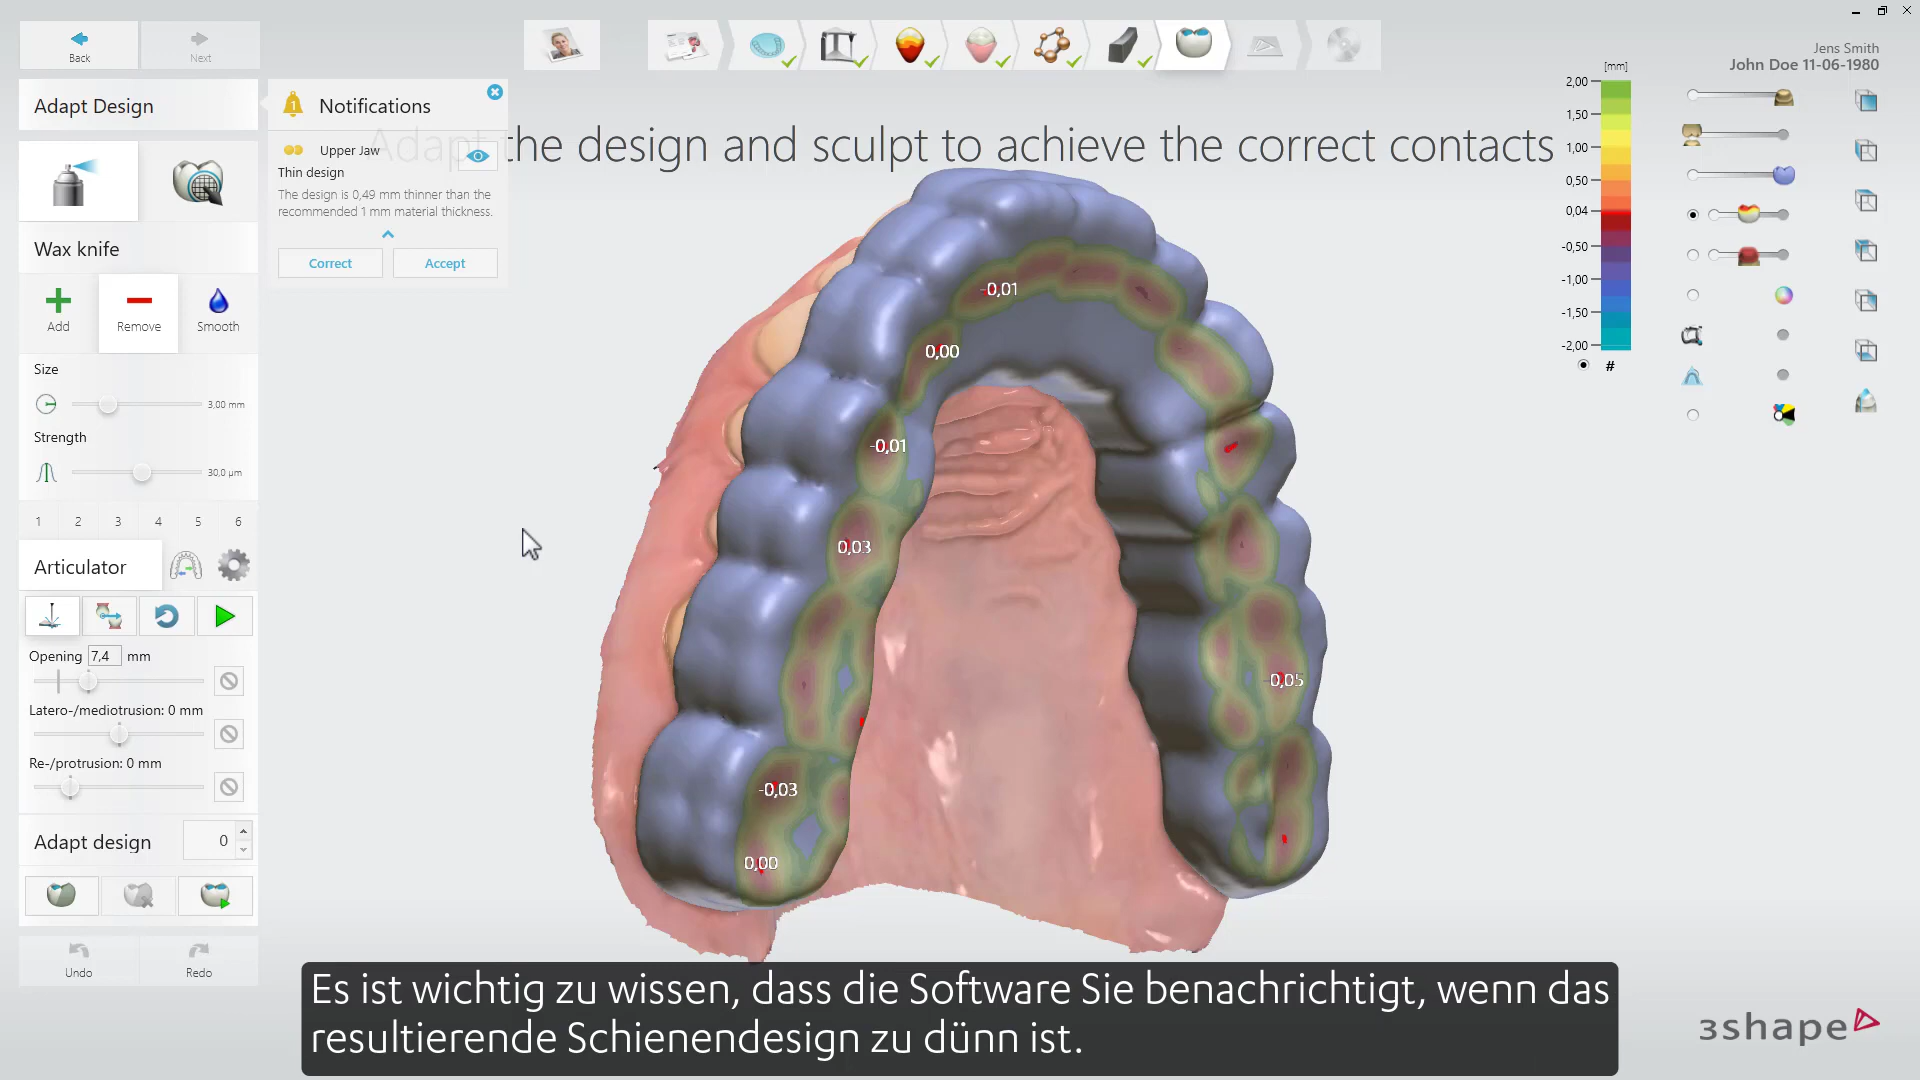 Back
Next
Jens Smith
John Doe 11-06-1980
Adapt Design
1
Notifications
Adapt the design and sculpt to achieve the correct contacts
Upper Jaw
Thin design
The design is 0,49 mm thinner than the
recommended 1 mm material thickness.
Correct
Accept
Wax knife
Add
Remove
Smooth
Size
3,00 mm
Strength
30,0 µm
1 2 3 4 5 6
Articulator
Opening 7,4 mm
Latero-/mediotrusion: 0 mm
Re-/protrusion: 0 mm
Adapt design
0
Undo
Redo
[mm]
2,00
1,50
1,00
0,50
0,04
-0,50
-1,00
-1,50
-2,00
#
-0,01
0,00
-0,01
0,03
-0,05
-0,03
0,00
Es ist wichtig zu wissen, dass die Software Sie benachrichtigt, wenn das
resultierende Schienendesign zu dünn ist.
3shape